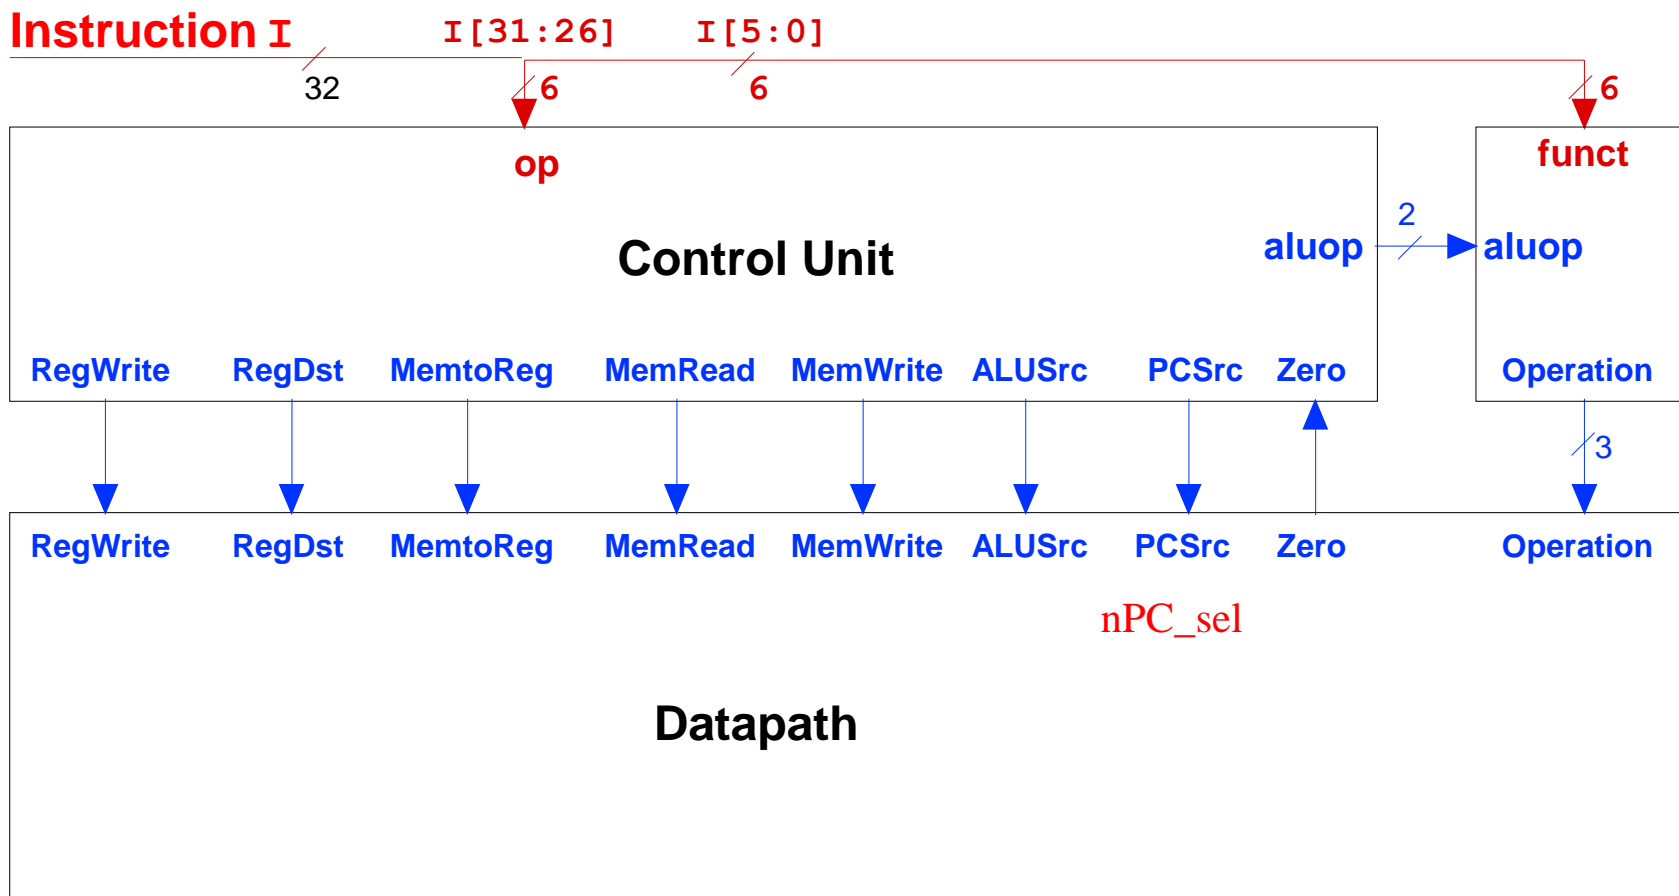 Instruction I I[31:26] I[5:0]
32 6 6 6
op funct
2
Control Unit aluop aluop
RegWrite RegDst MemtoReg MemRead MemWrite ALUSrc PCSrc Zero Operation
3
RegWrite RegDst MemtoReg MemRead MemWrite ALUSrc PCSrc Zero Operation
nPC_sel
Datapath